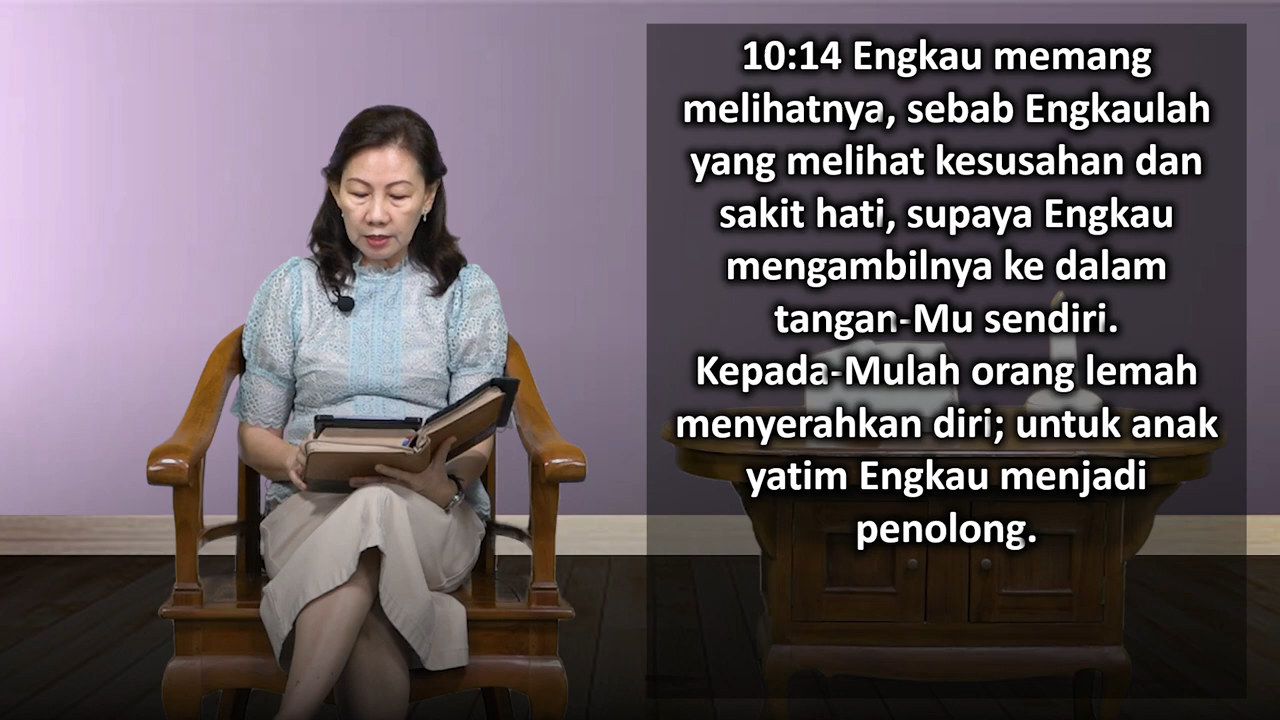 10:14 Engkau memang
melihatnya, sebab Engkaulah
yang melihat kesusahan dan
sakit hati, supaya Engkau
mengambilnya ke dalam
tangan-Mu sendiri.
Kepada-Mulah orang lemah
menyerahkan diri; untuk anak
yatim Engkau menjadi
penolong.